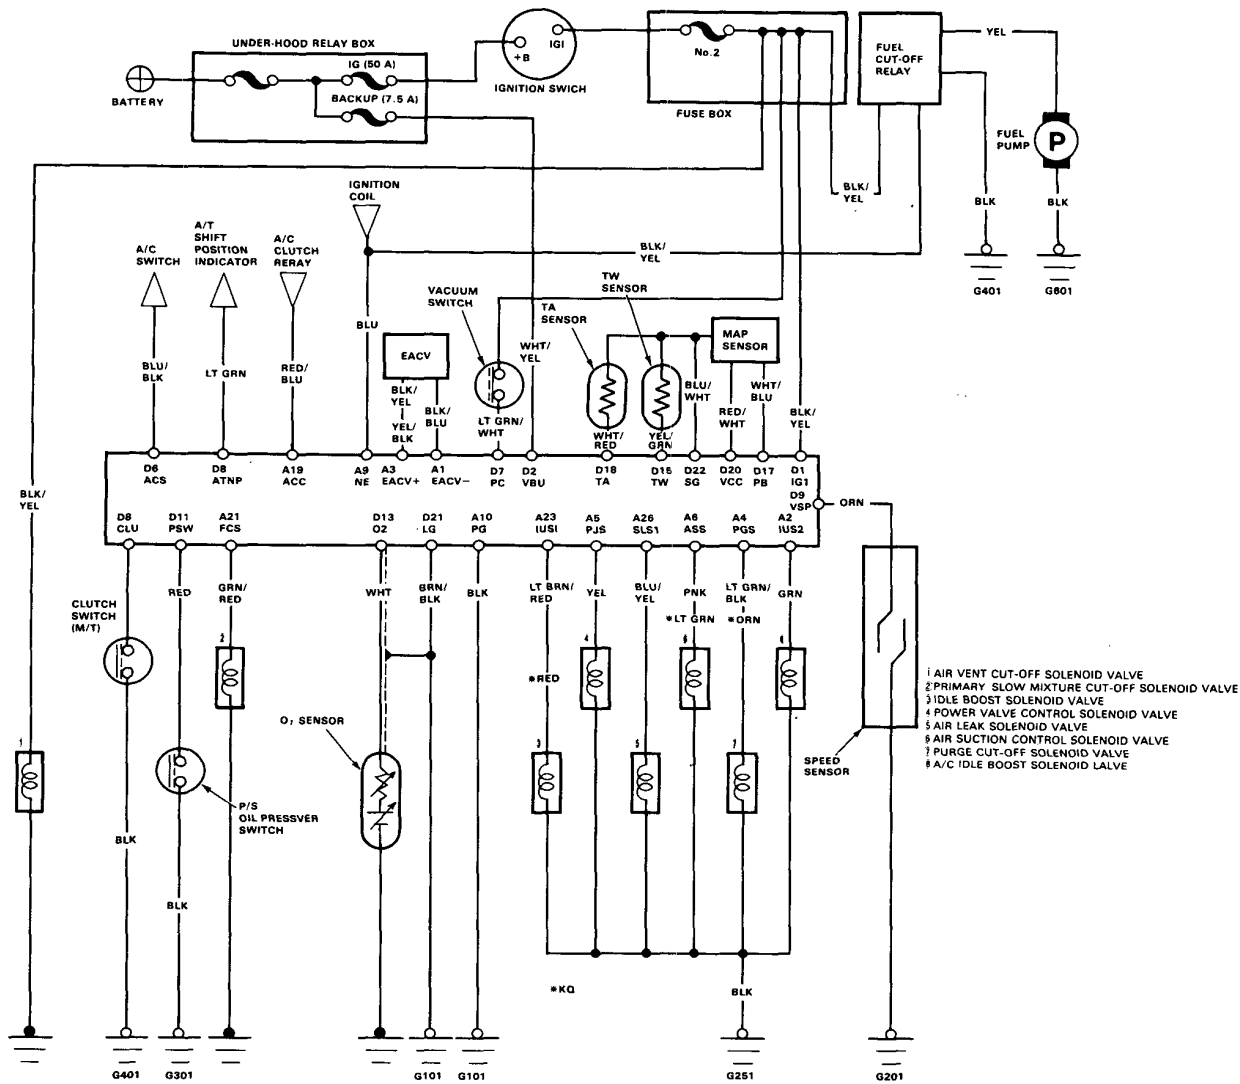 UNDER-HOOD RELAY BOX
IG (50 A)
BACKUP (7.5 A)
BATTERY
+B
IGI
IGNITION SWICH
No.2
FUSE BOX
FUEL
CUT-OFF
RELAY
YEL
FUEL
PUMP
P
BLK
BLK
G401
G601
BLK/
YEL
BLK/
YEL
IGNITION
COIL
A/C
SWITCH
A/T
SHIFT
POSITION
INDICATOR
A/C
CLUTCH
RERAY
BLU
VACUUM
SWITCH
TW
SENSOR
TA
SENSOR
MAP
SENSOR
EACV
WHT/
YEL
BLU/
BLK
LT GRN
RED/
BLU
BLK/
YEL
YEL/
BLK
BLK/
BLU
LT GRN/
WHT
WHT/
RED
YEL/
GRN
BLU/
WHT
RED/
WHT
WHT/
BLU
BLK/
YEL
D6
ACS
D8
ATNP
A19
ACC
A9
NE
A3
EACV+
A1
EACV−
D7
PC
D2
VBU
D18
TA
D15
TW
D22
SG
D20
VCC
D17
PB
D1
IG1
D9
VSP
ORN
BLK/
YEL
D8
CLU
D11
PSW
A21
FCS
D13
O2
D21
LG
A10
PG
A23
IUSI
A5
PJS
A26
SLS1
A6
ASS
A4
PGS
A2
IUS2
RED
GRN/
RED
WHT
BRN/
BLK
BLK
LT BRN/
RED
YEL
BLU/
YEL
PNK
*LT GRN
LT GRN/
BLK
*ORN
GRN
CLUTCH
SWITCH
(M/T)
2
4
6
8
*RED
O₂ SENSOR
1
3
5
7
P/S
OIL PRESSVER
SWITCH
SPEED
SENSOR
1 AIR VENT CUT-OFF SOLENOID VALVE
2 PRIMARY SLOW MIXTURE CUT-OFF SOLENOID VALVE
3 IDLE BOOST SOLENOID VALVE
4 POWER VALVE CONTROL SOLENOID VALVE
5 AIR LEAK SOLENOID VALVE
6 AIR SUCTION CONTROL SOLENOID VALVE
7 PURGE CUT-OFF SOLENOID VALVE
8 A/C IDLE BOOST SOLENOID LALVE
BLK
BLK
*KQ
BLK
G401
G301
G101
G101
G251
G201